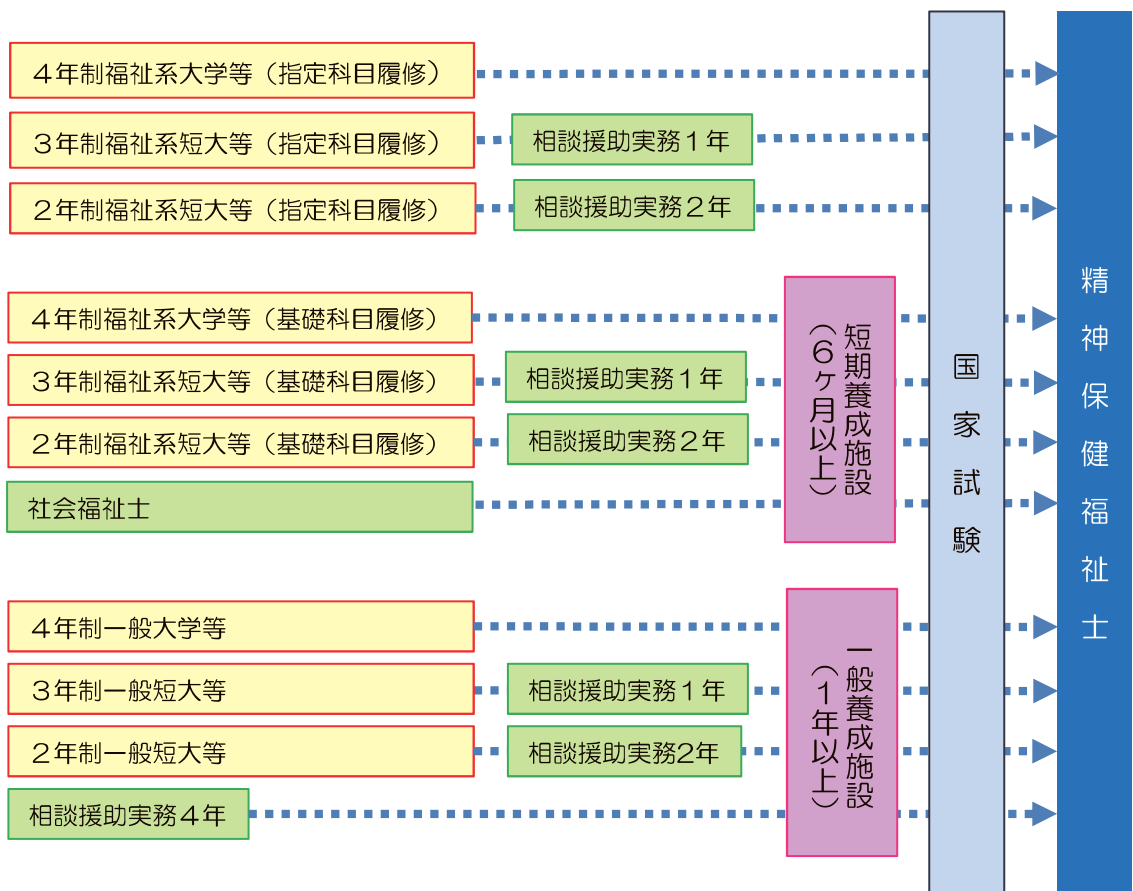 4年制福祉系大学等（指定科目履修）
3年制福祉系短大等（指定科目履修）
相談援助実務1年
2年制福祉系短大等（指定科目履修）
相談援助実務2年
4年制福祉系大学等（基礎科目履修）
3年制福祉系短大等（基礎科目履修）
相談援助実務1年
2年制福祉系短大等（基礎科目履修）
相談援助実務2年
社会福祉士
短期養成施設
（6ヶ月以上）
4年制一般大学等
3年制一般短大等
相談援助実務1年
2年制一般短大等
相談援助実務2年
相談援助実務4年
一般養成施設
（1年以上）
国家試験
精神保健福祉士